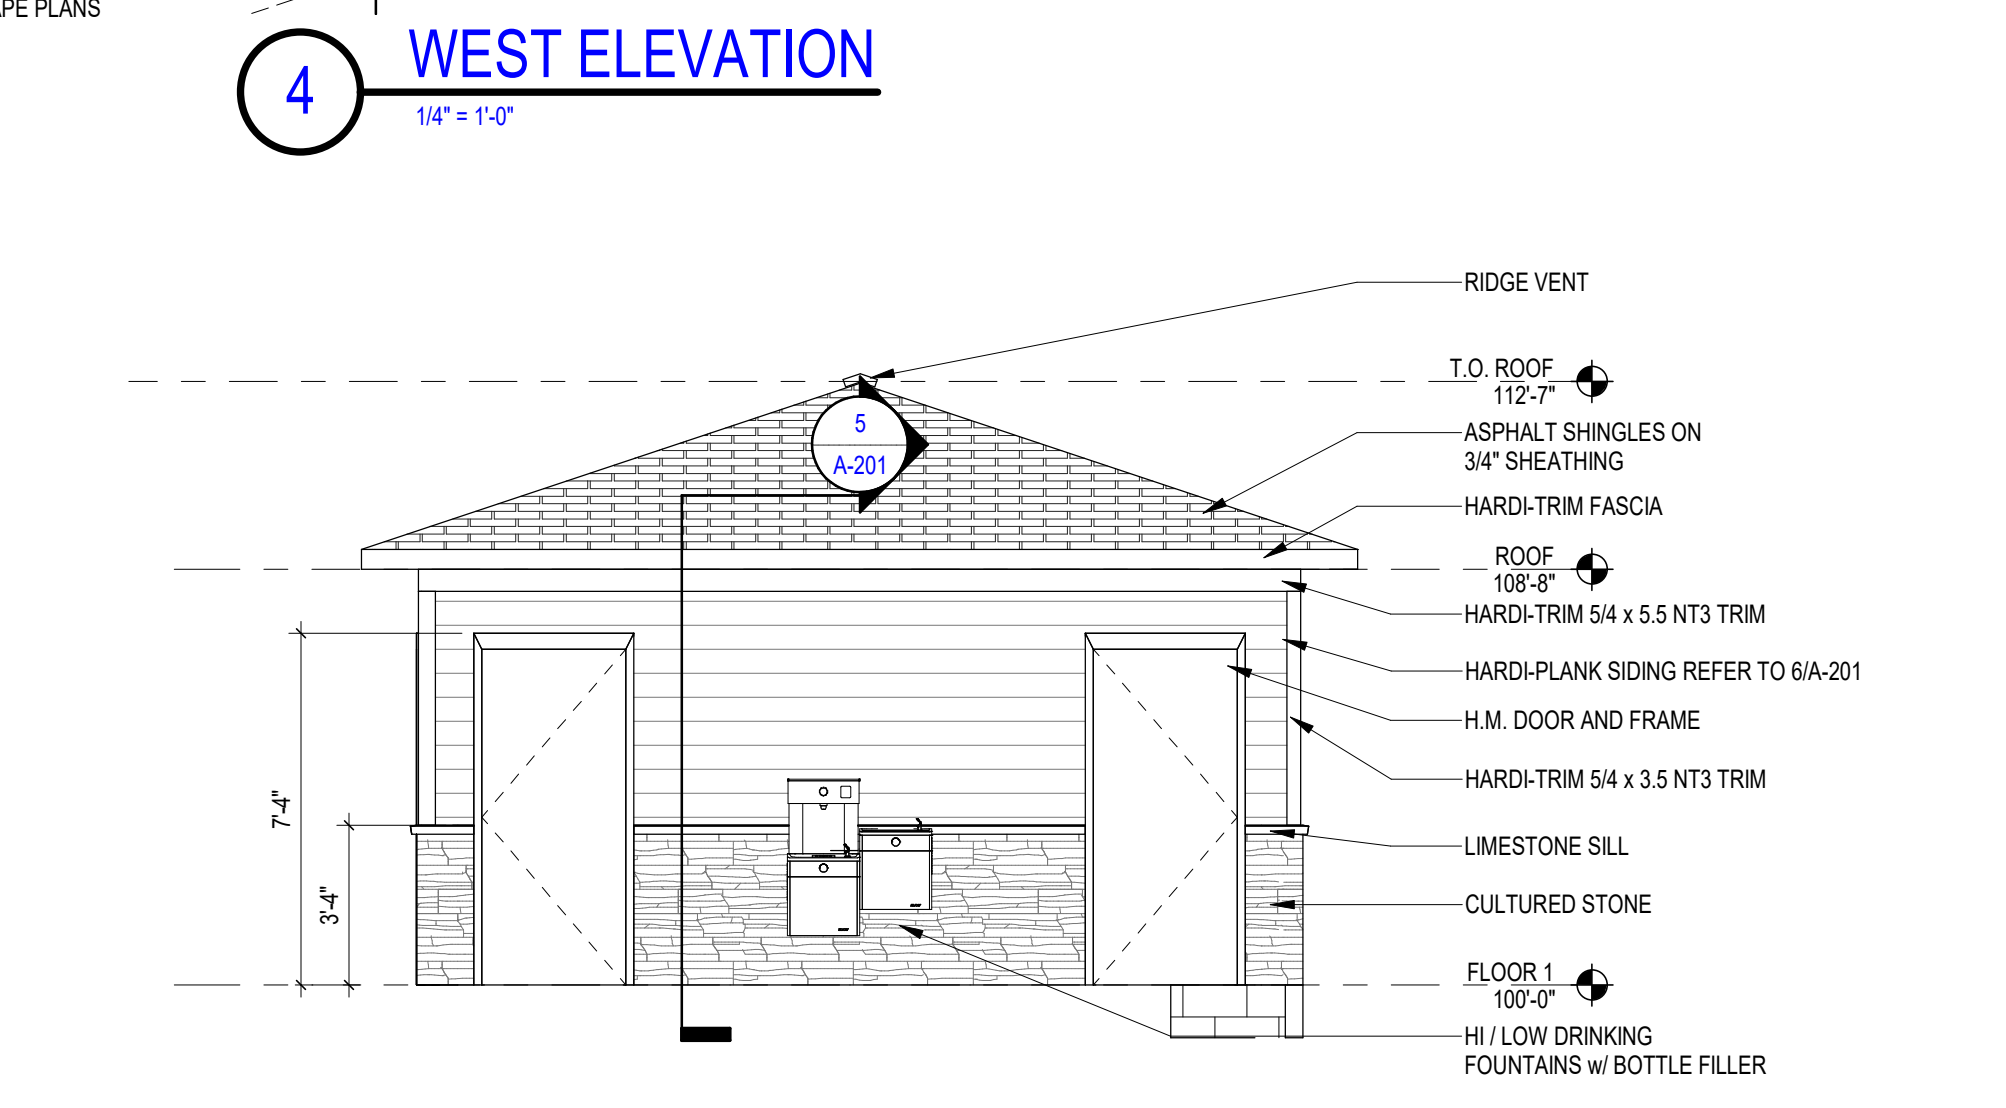 APE PLANS
4
WEST ELEVATION
1/4" = 1'-0"
RIDGE VENT
T.O. ROOF
112'-7"
5
A-201
ASPHALT SHINGLES ON
3/4" SHEATHING
HARDI-TRIM FASCIA
ROOF
108'-8"
HARDI-TRIM 5/4 x 5.5 NT3 TRIM
HARDI-PLANK SIDING REFER TO 6/A-201
H.M. DOOR AND FRAME
HARDI-TRIM 5/4 x 3.5 NT3 TRIM
7'-4"
3'-4"
LIMESTONE SILL
CULTURED STONE
FLOOR 1
100'-0"
HI / LOW DRINKING
FOUNTAINS w/ BOTTLE FILLER